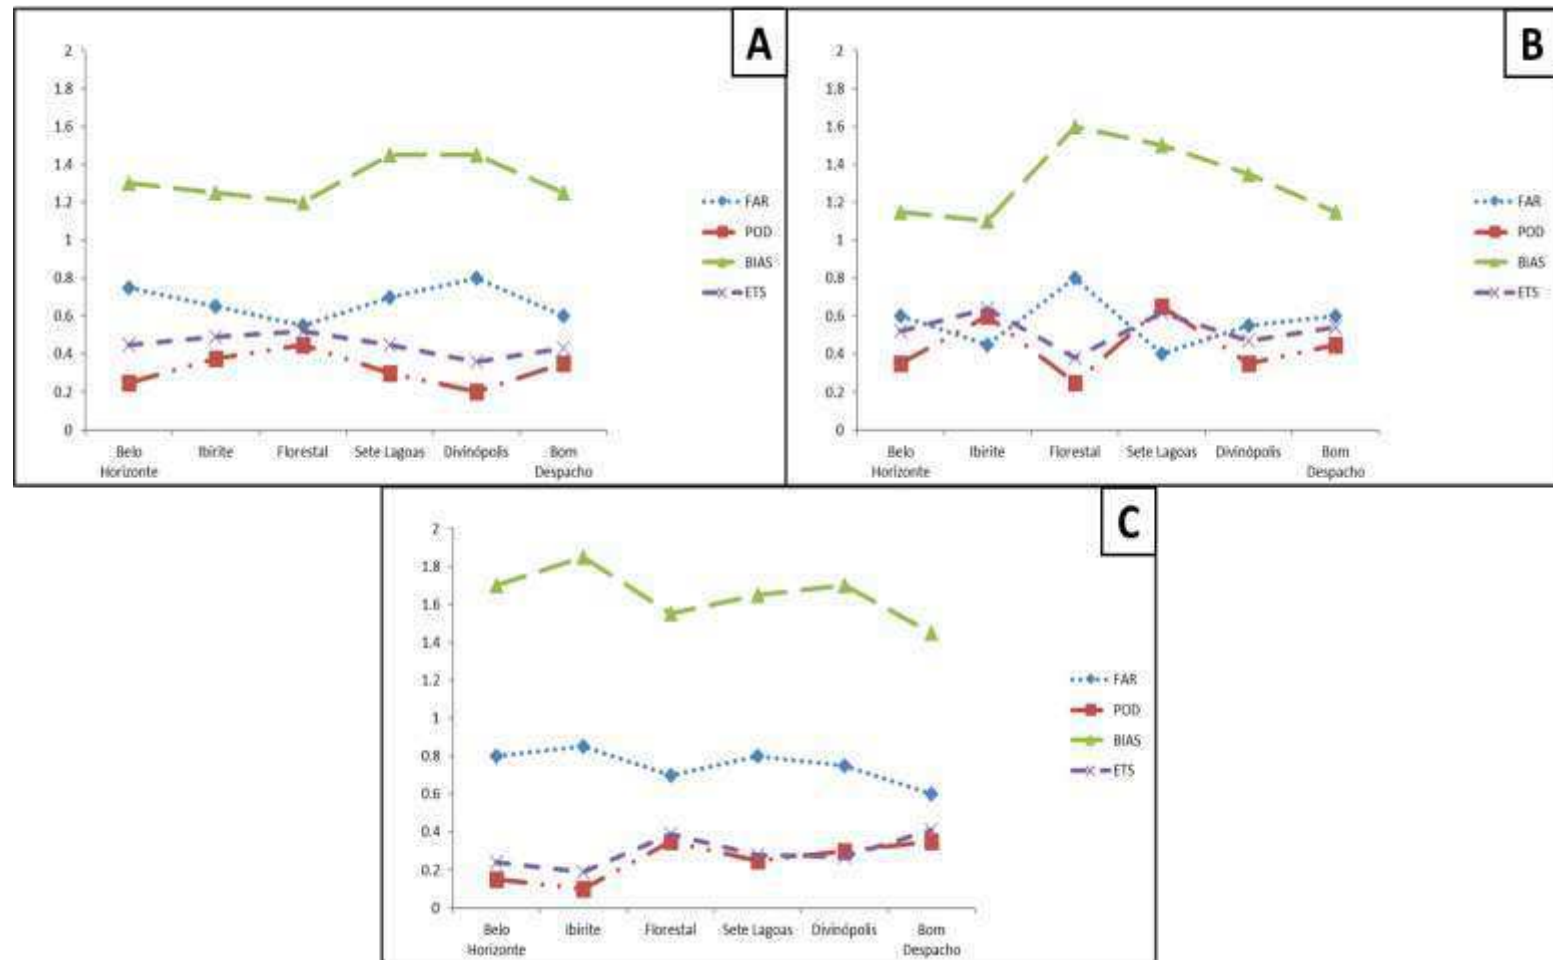 A
2
1.8
1.6
1.4
1.2
1
0.8
0.6
0.4
0.2
0
Belo Horizonte
Ibirite
Florestal
Sete Lagoas
Divinópolis
Bom Despacho
FAR
POD
BIAS
ETS
B
2
1.8
1.6
1.4
1.2
1
0.8
0.6
0.4
0.2
0
Belo Horizonte
Ibirite
Florestal
Sete Lagoas
Divinópolis
Bom Despacho
FAR
POD
BIAS
ETS
C
2
1.8
1.6
1.4
1.2
1
0.8
0.6
0.4
0.2
0
Belo Horizonte
Ibirite
Florestal
Sete Lagoas
Divinópolis
Bom Despacho
FAR
POD
BIAS
ETS